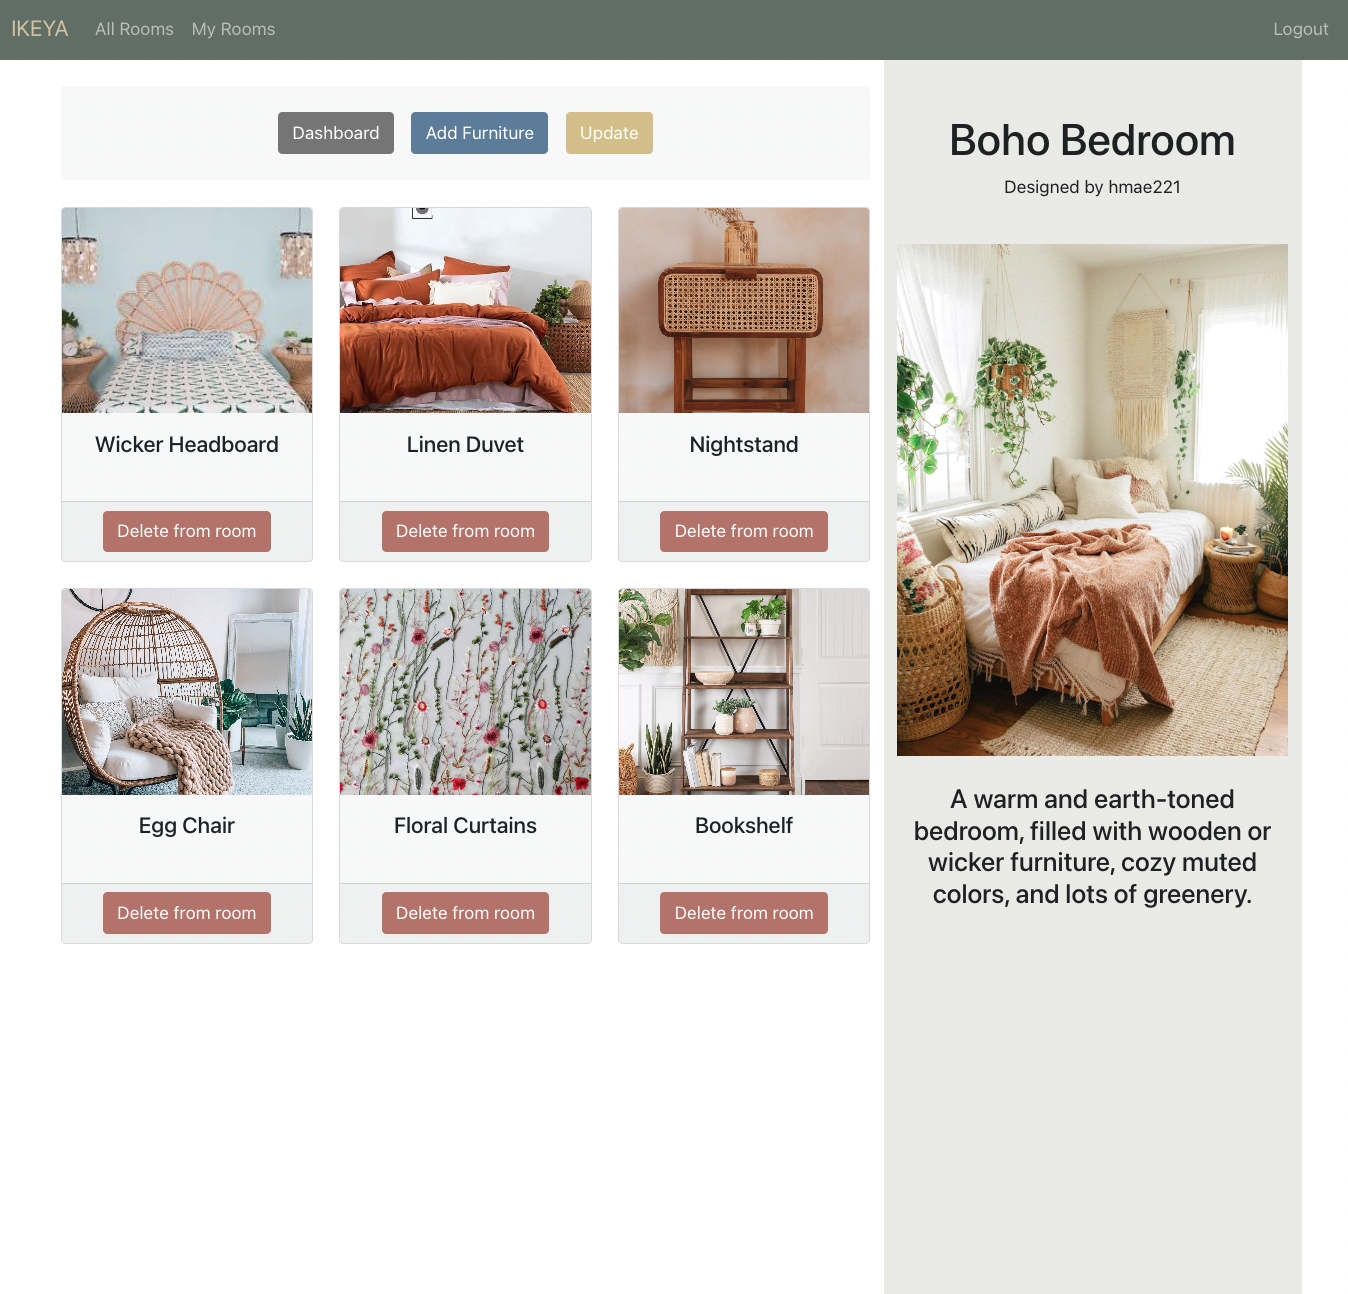 IKEYA All Rooms My Rooms Logout
Dashboard Add Furniture Update
Wicker Headboard Linen Duvet Nightstand
Delete from room Delete from room Delete from room
Egg Chair Floral Curtains Bookshelf
Delete from room Delete from room Delete from room
Boho Bedroom
Designed by hmae221
A warm and earth-toned
bedroom, filled with wooden or
wicker furniture, cozy muted
colors, and lots of greenery.